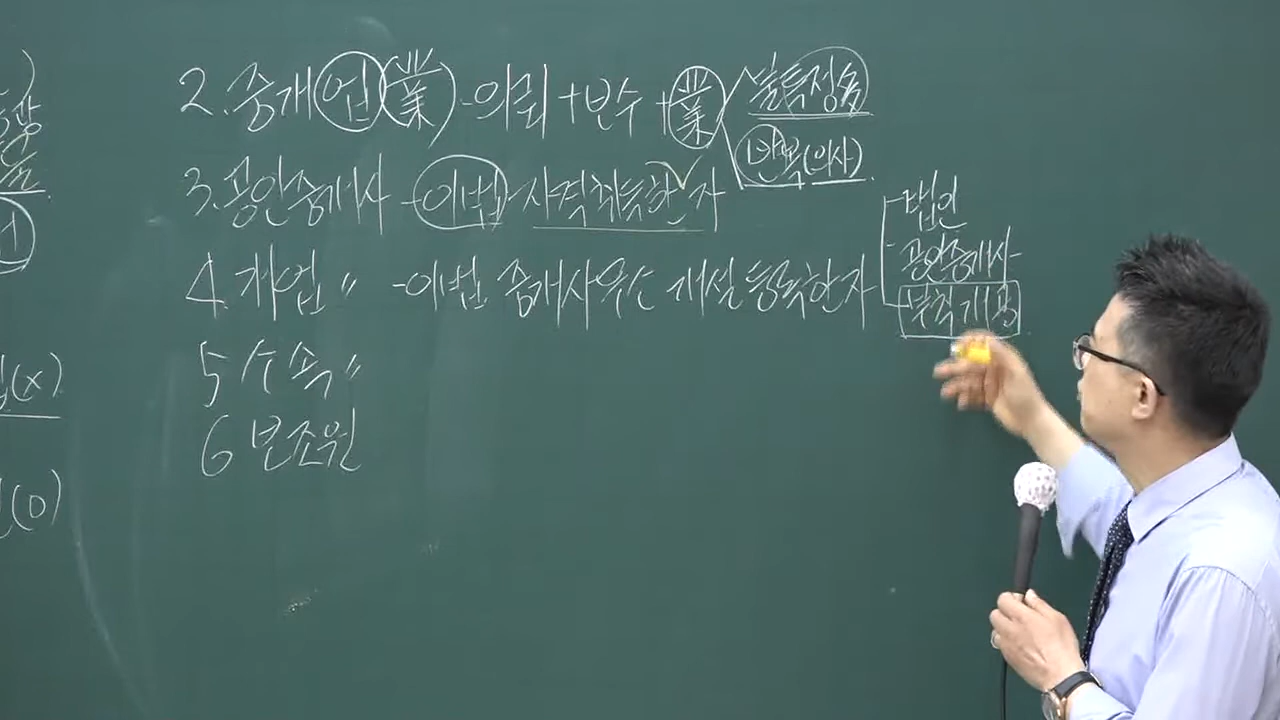 2. 중개업(業) - 의뢰 + 보수 + 業 불특정多
반복(의사)
3. 공인중개사 - 이법 자격취득한 자
4 개업 〃 - 이법 중개사무소 개설등록한 자
법인
공인중개사
부칙개공
5 소속 〃
6 보조원
(x)
(0)